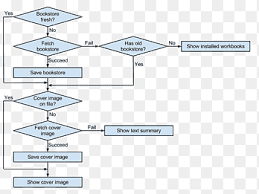 Yes
Bookstore
fresh?
No
Fetch
bookstore
Fail
Has old
bookstore?
No
Show installed workbooks
Succeed
Yes
Save bookstore
Yes
Cover image
on file?
No
Fetch cover
image
Fail
Show text summary
Succeed
Save cover image
Show cover image